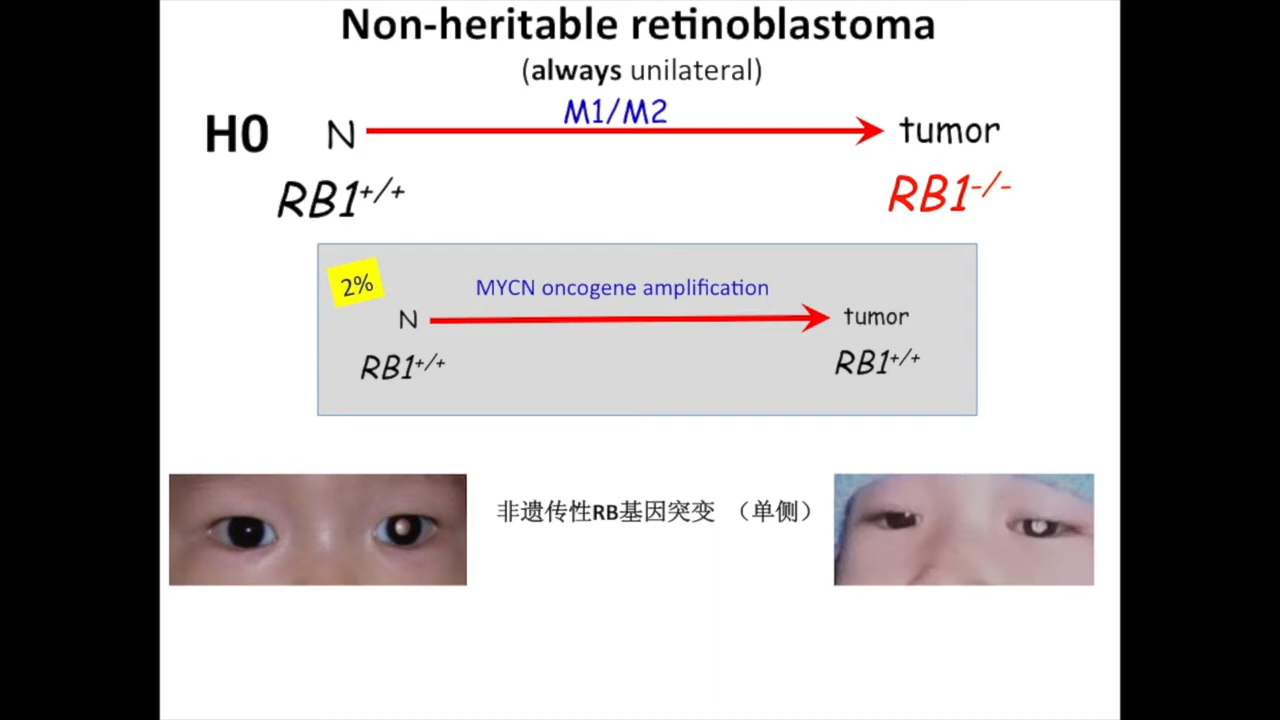 Non-heritable retinoblastoma
(always unilateral)
M1/M2
H0 N tumor
RB1+/+ RB1-/-
2%
MYCN oncogene amplification
N tumor
RB1+/+ RB1+/+
非遗传性RB基因突变 （单侧）